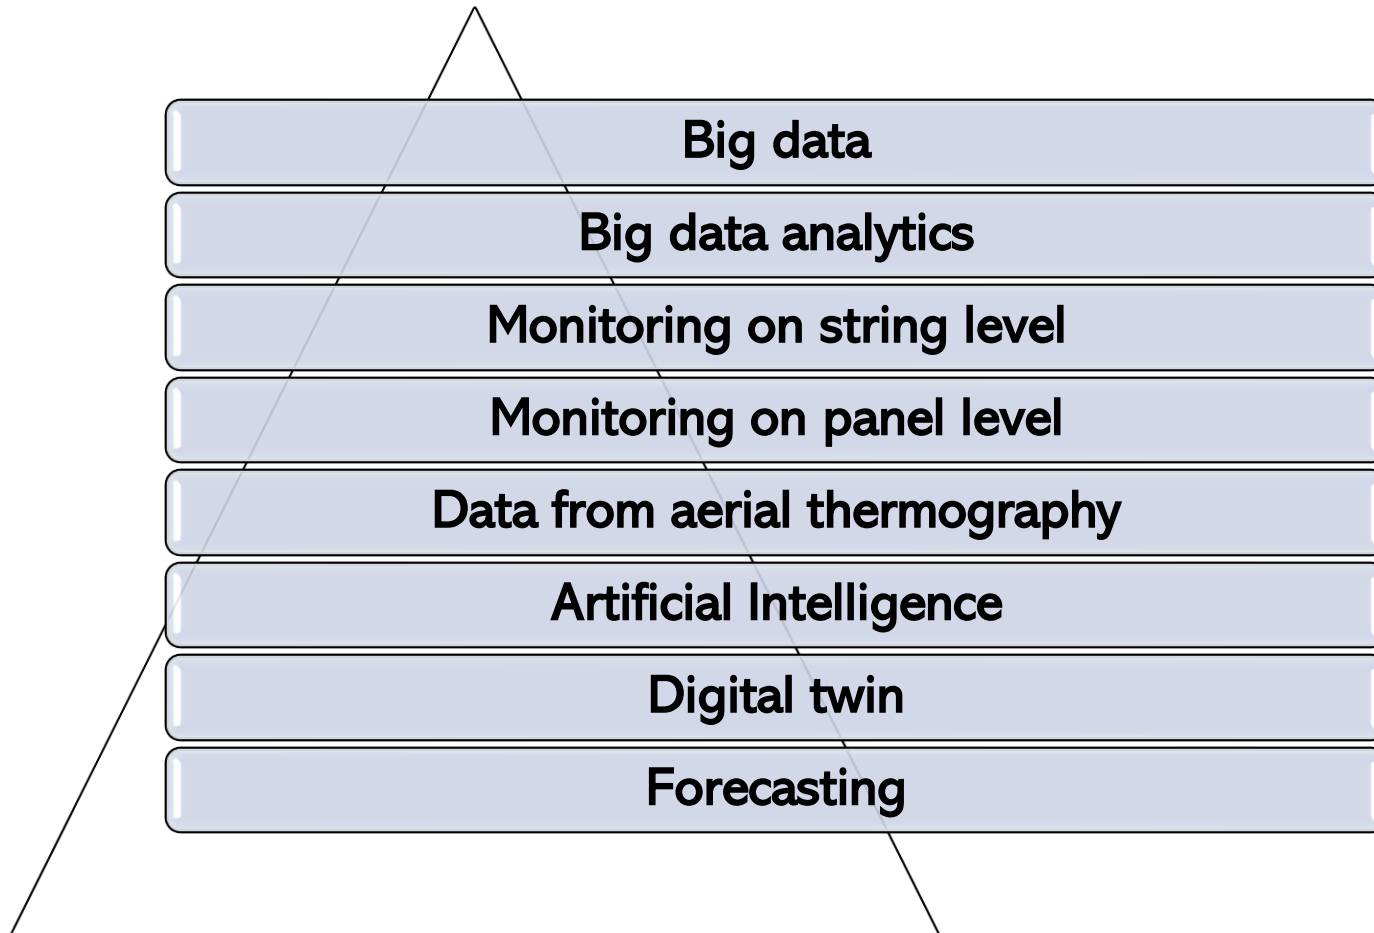 Big data
Big data analytics
Monitoring on string level
Monitoring on panel level
Data from aerial thermography
Artificial Intelligence
Digital twin
Forecasting